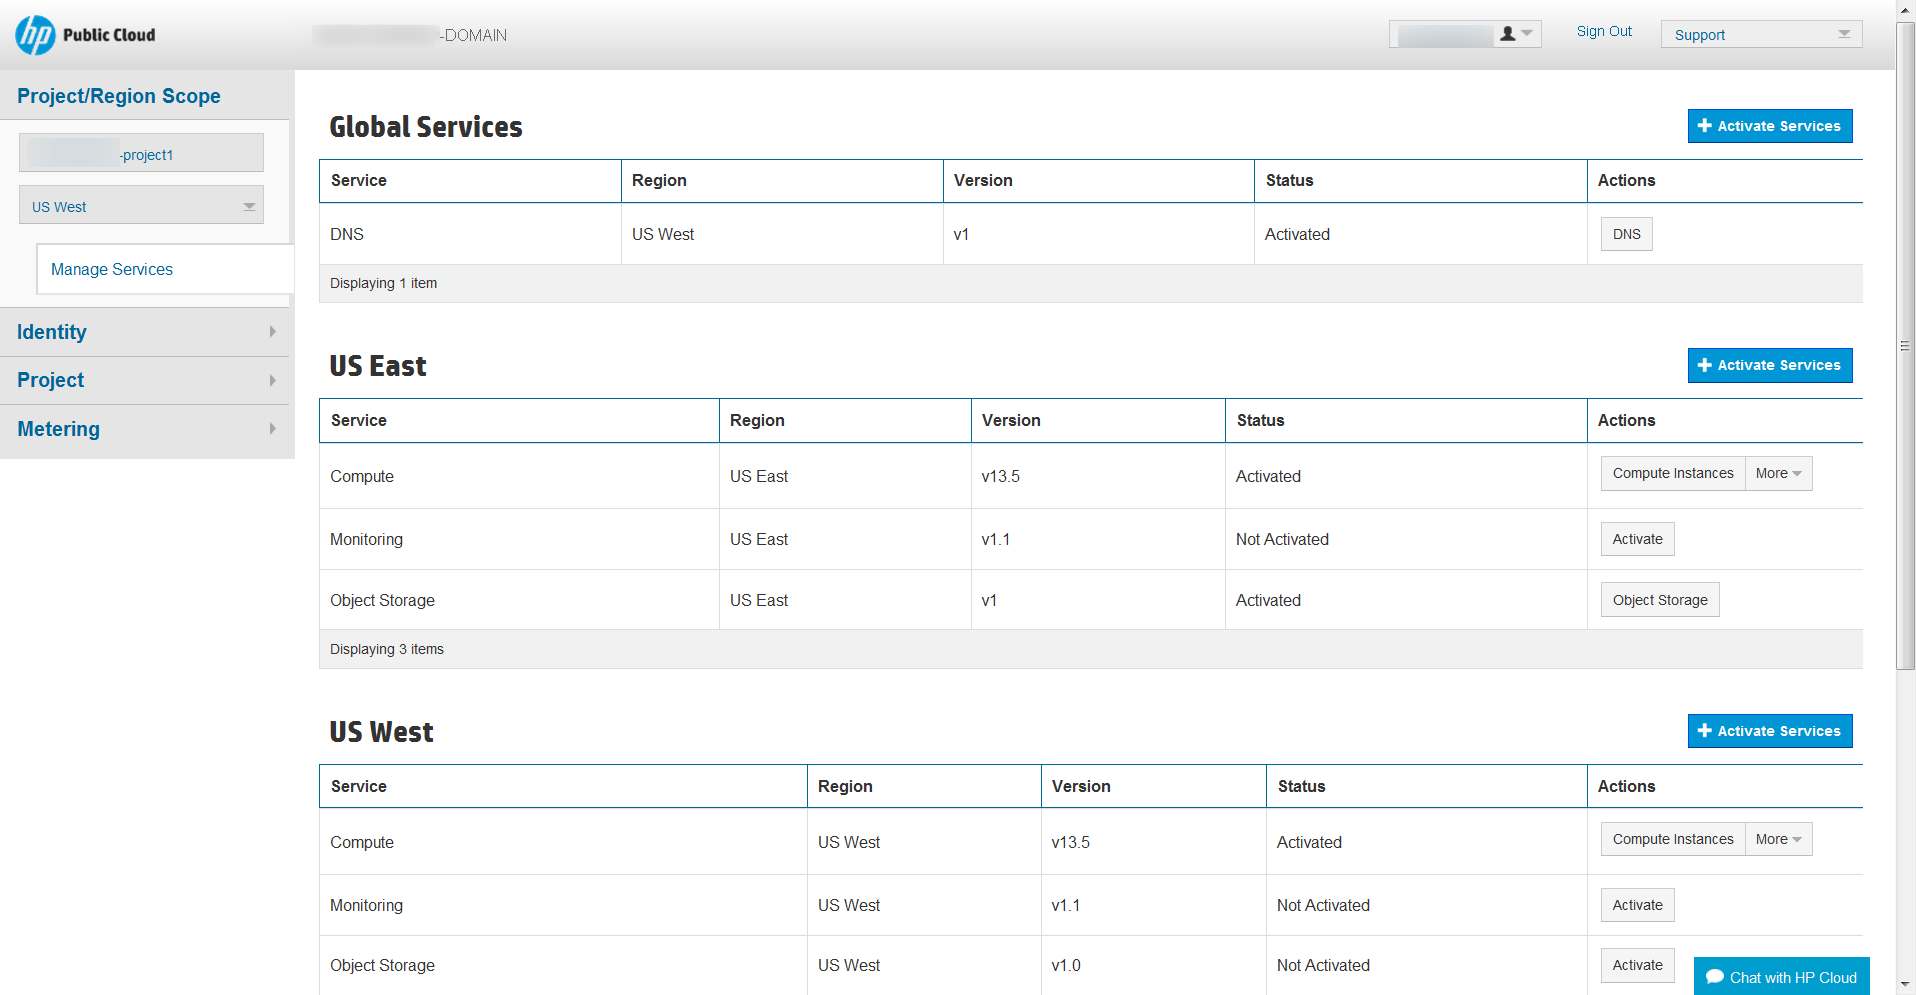 hp Public Cloud
-DOMAIN
Sign Out
Support
Project/Region Scope
-project1
US West
Manage Services
Identity
Project
Metering
Global Services
Activate Services
Service Region Version Status Actions
DNS US West v1 Activated DNS
Displaying 1 item
US East
Activate Services
Service Region Version Status Actions
Compute US East v13.5 Activated Compute Instances More
Monitoring US East v1.1 Not Activated Activate
Object Storage US East v1 Activated Object Storage
Displaying 3 items
US West
Activate Services
Service Region Version Status Actions
Compute US West v13.5 Activated Compute Instances More
Monitoring US West v1.1 Not Activated Activate
Object Storage US West v1.0 Not Activated Activate
Chat with HP Cloud